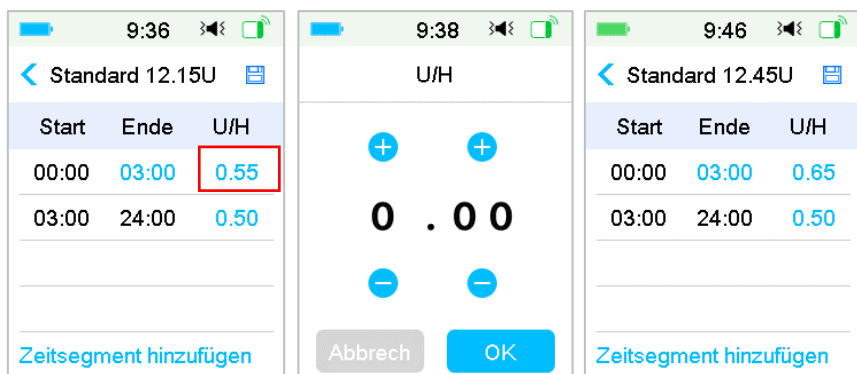 9:36
Standard 12.15U
Start Ende U/H
00:00 03:00 0.55
03:00 24:00 0.50
Zeitsegment hinzufügen
9:38
U/H
0 . 0 0
Abbrech OK
9:46
Standard 12.45U
Start Ende U/H
00:00 03:00 0.65
03:00 24:00 0.50
Zeitsegment hinzufügen